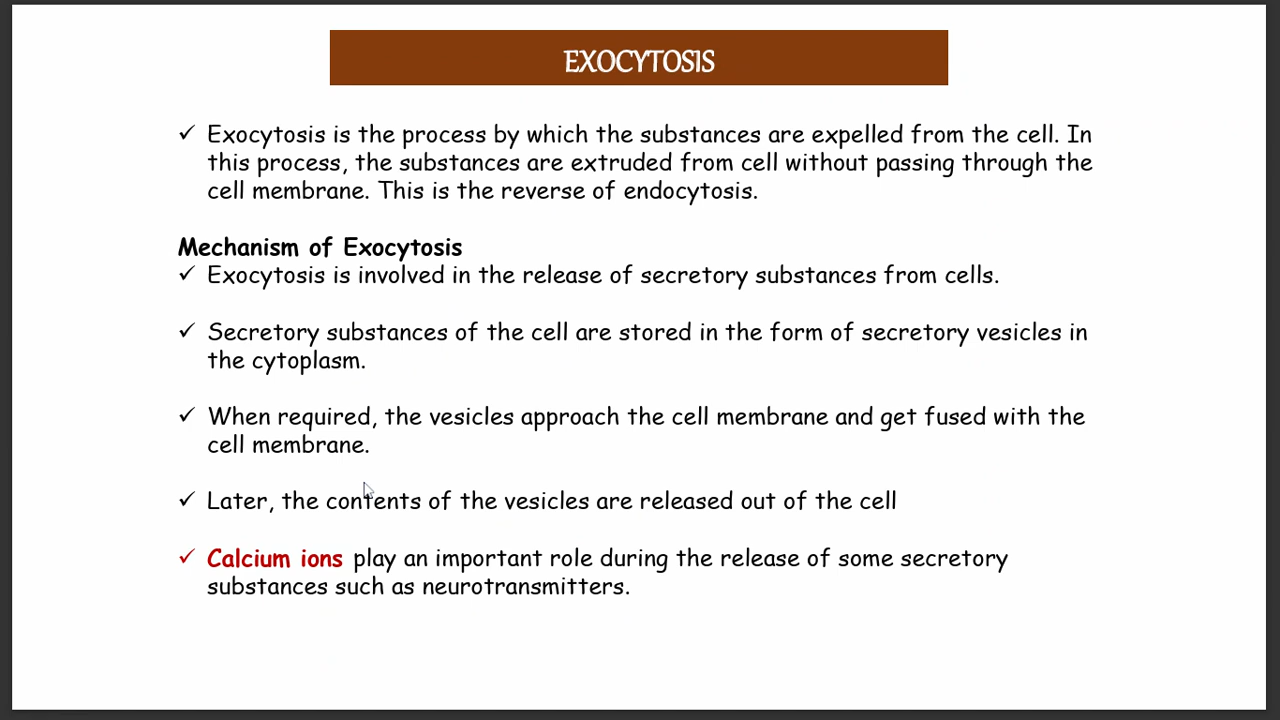 EXOCYTOSIS
✓ Exocytosis is the process by which the substances are expelled from the cell. In
this process, the substances are extruded from cell without passing through the
cell membrane. This is the reverse of endocytosis.
Mechanism of Exocytosis
✓ Exocytosis is involved in the release of secretory substances from cells.
✓ Secretory substances of the cell are stored in the form of secretory vesicles in
the cytoplasm.
✓ When required, the vesicles approach the cell membrane and get fused with the
cell membrane.
✓ Later, the contents of the vesicles are released out of the cell
✓ Calcium ions play an important role during the release of some secretory
substances such as neurotransmitters.